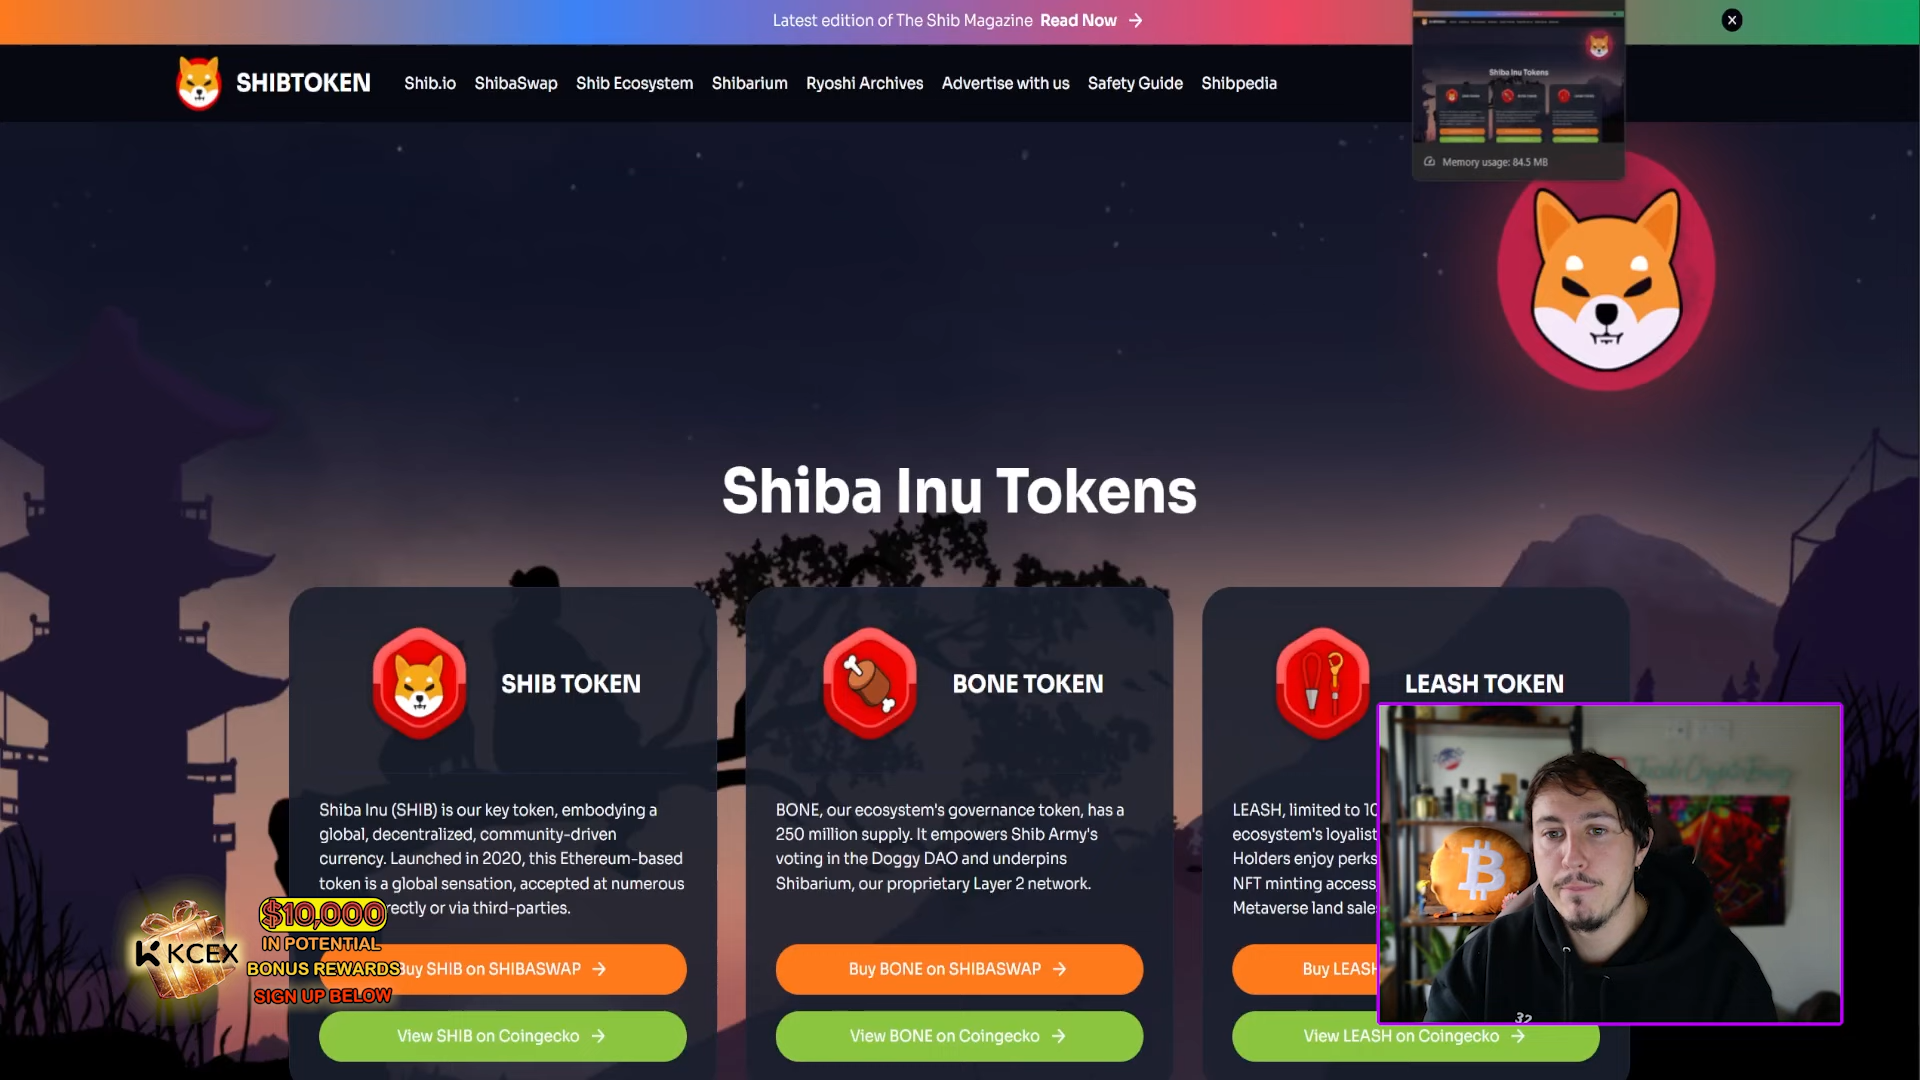 Latest edition of The Shib Magazine Read Now →
SHIBTOKEN
Shib.io ShibaSwap Shib Ecosystem Shibarium Ryoshi Archives Advertise with us Safety Guide Shibpedia
Shiba Inu Tokens
Memory usage: 84.5 MB
Shiba Inu Tokens
SHIB TOKEN
Shiba Inu (SHIB) is our key token, embodying a
global, decentralized, community-driven
currency. Launched in 2020, this Ethereum-based
token is a global sensation, accepted at numerous
rectly or via third-parties.
Buy SHIB on SHIBASWAP →
View SHIB on Coingecko →
BONE TOKEN
BONE, our ecosystem's governance token, has a
250 million supply. It empowers Shib Army's
voting in the Doggy DAO and underpins
Shibarium, our proprietary Layer 2 network.
Buy BONE on SHIBASWAP →
View BONE on Coingecko →
LEASH TOKEN
LEASH, limited to 10
ecosystem's loyalist
Holders enjoy perks
NFT minting access,
Metaverse land sale
Buy LEASH
View LEASH on Coingecko →
KCEX
$10,000
IN POTENTIAL
BONUS REWARDS
SIGN UP BELOW